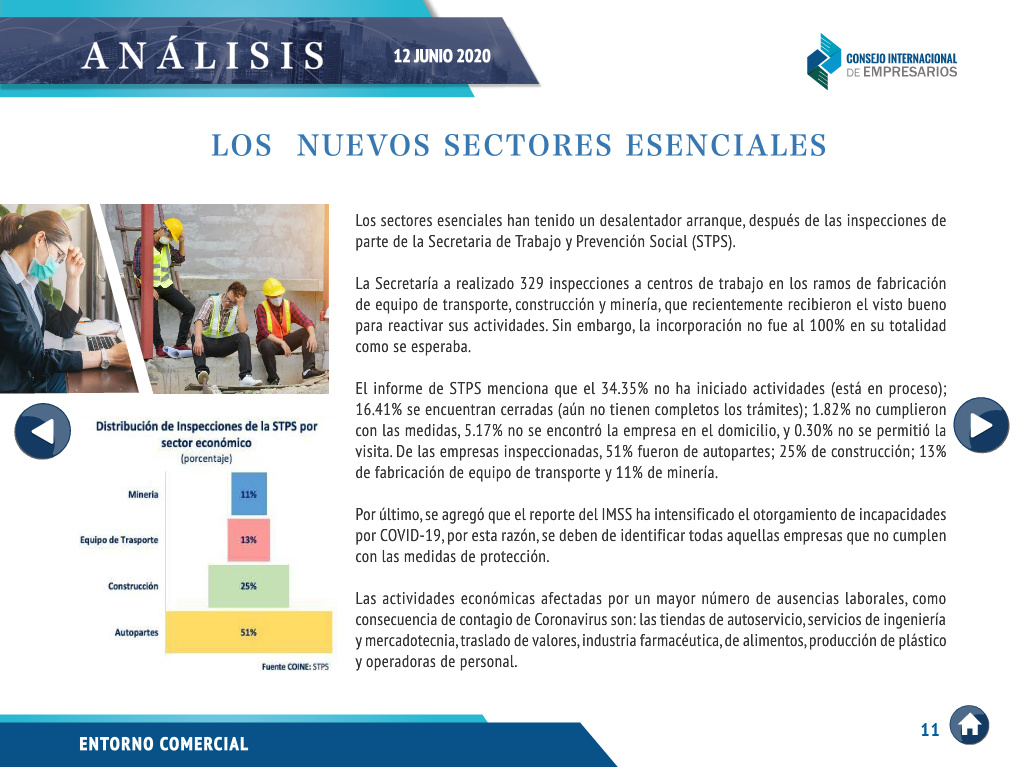 ANÁLISIS
12 JUNIO 2020
CONSEJO INTERNACIONAL
DE EMPRESARIOS
LOS NUEVOS SECTORES ESENCIALES
Los sectores esenciales han tenido un desalentador arranque, después de las inspecciones de
parte de la Secretaria de Trabajo y Prevención Social (STPS).
La Secretaría a realizado 329 inspecciones a centros de trabajo en los ramos de fabricación
de equipo de transporte, construcción y minería, que recientemente recibieron el visto bueno
para reactivar sus actividades. Sin embargo, la incorporación no fue al 100% en su totalidad
como se esperaba.
El informe de STPS menciona que el 34.35% no ha iniciado actividades (está en proceso);
16.41% se encuentran cerradas (aún no tienen completos los trámites); 1.82% no cumplieron
con las medidas, 5.17% no se encontró la empresa en el domicilio, y 0.30% no se permitió la
visita. De las empresas inspeccionadas, 51% fueron de autopartes; 25% de construcción; 13%
de fabricación de equipo de transporte y 11% de minería.
Por último, se agregó que el reporte del IMSS ha intensificado el otorgamiento de incapacidades
por COVID-19, por esta razón, se deben de identificar todas aquellas empresas que no cumplen
con las medidas de protección.
Las actividades económicas afectadas por un mayor número de ausencias laborales, como
consecuencia de contagio de Coronavirus son: las tiendas de autoservicio, servicios de ingeniería
y mercadotecnia, traslado de valores, industria farmacéutica, de alimentos, producción de plástico
y operadoras de personal.
Distribución de Inspecciones de la STPS por
sector económico
(porcentaje)
Mineria
11%
Equipo de Trasporte
13%
Construcción
25%
Autopartes
51%
Fuente COINE: STPS
ENTORNO COMERCIAL
11